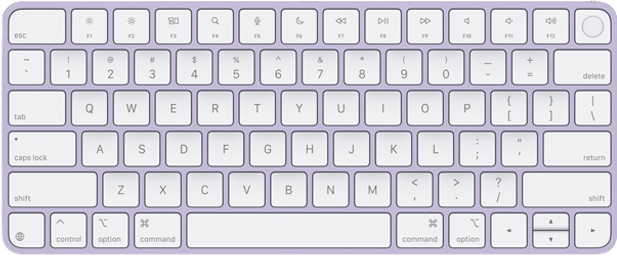 esc F1 F2 F3 F4 F5 F6 F7 F8 F9 F10 F11 F12
~ ! @ # $ % ^ & * ( ) _ +
` 1 2 3 4 5 6 7 8 9 0 - = delete
tab Q W E R T Y U I O P { } |
[ ] \
caps lock A S D F G H J K L : ; " ' return
shift Z X C V B N M < , > . ? / shift
control option ⌘ command ⌘ command option